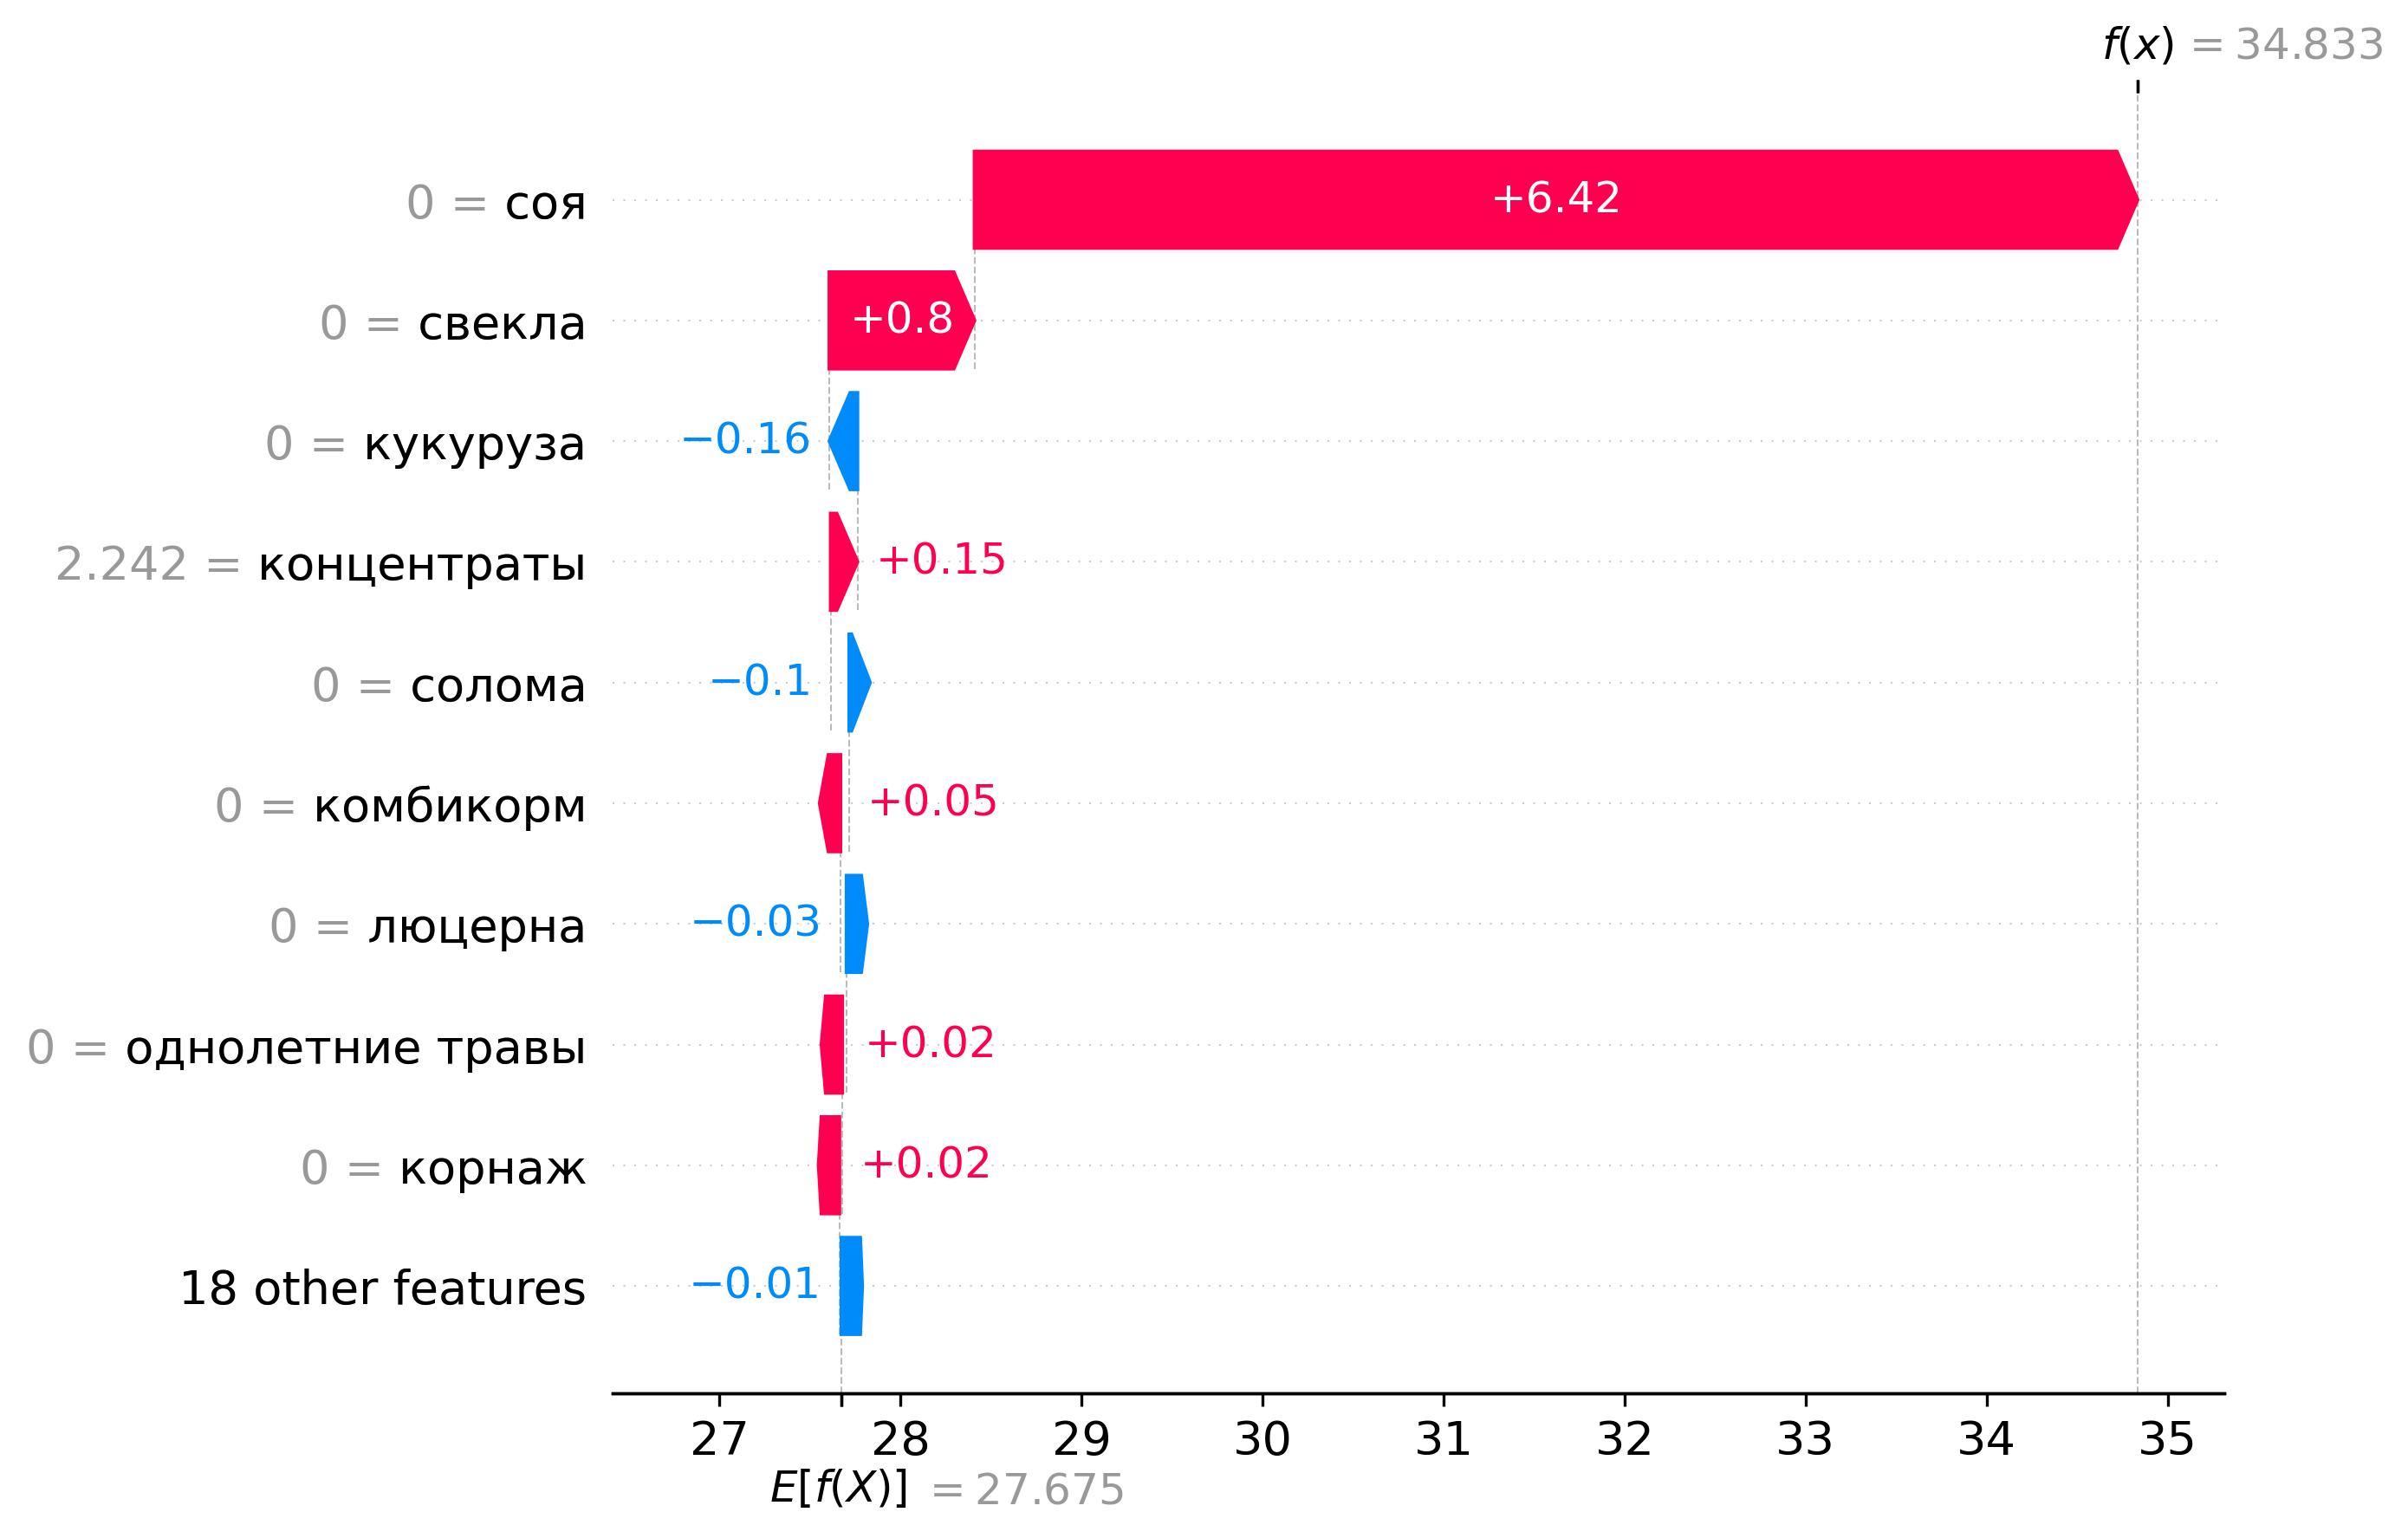 f(x) = 34.833
0 = соя +6.42
0 = свекла +0.8
0 = кукуруза −0.16
2.242 = концентраты +0.15
0 = солома −0.1
0 = комбикорм +0.05
0 = люцерна −0.03
0 = однолетние травы +0.02
0 = корнаж +0.02
18 other features −0.01
27 28 29 30 31 32 33 34 35
E[f(X)] = 27.675